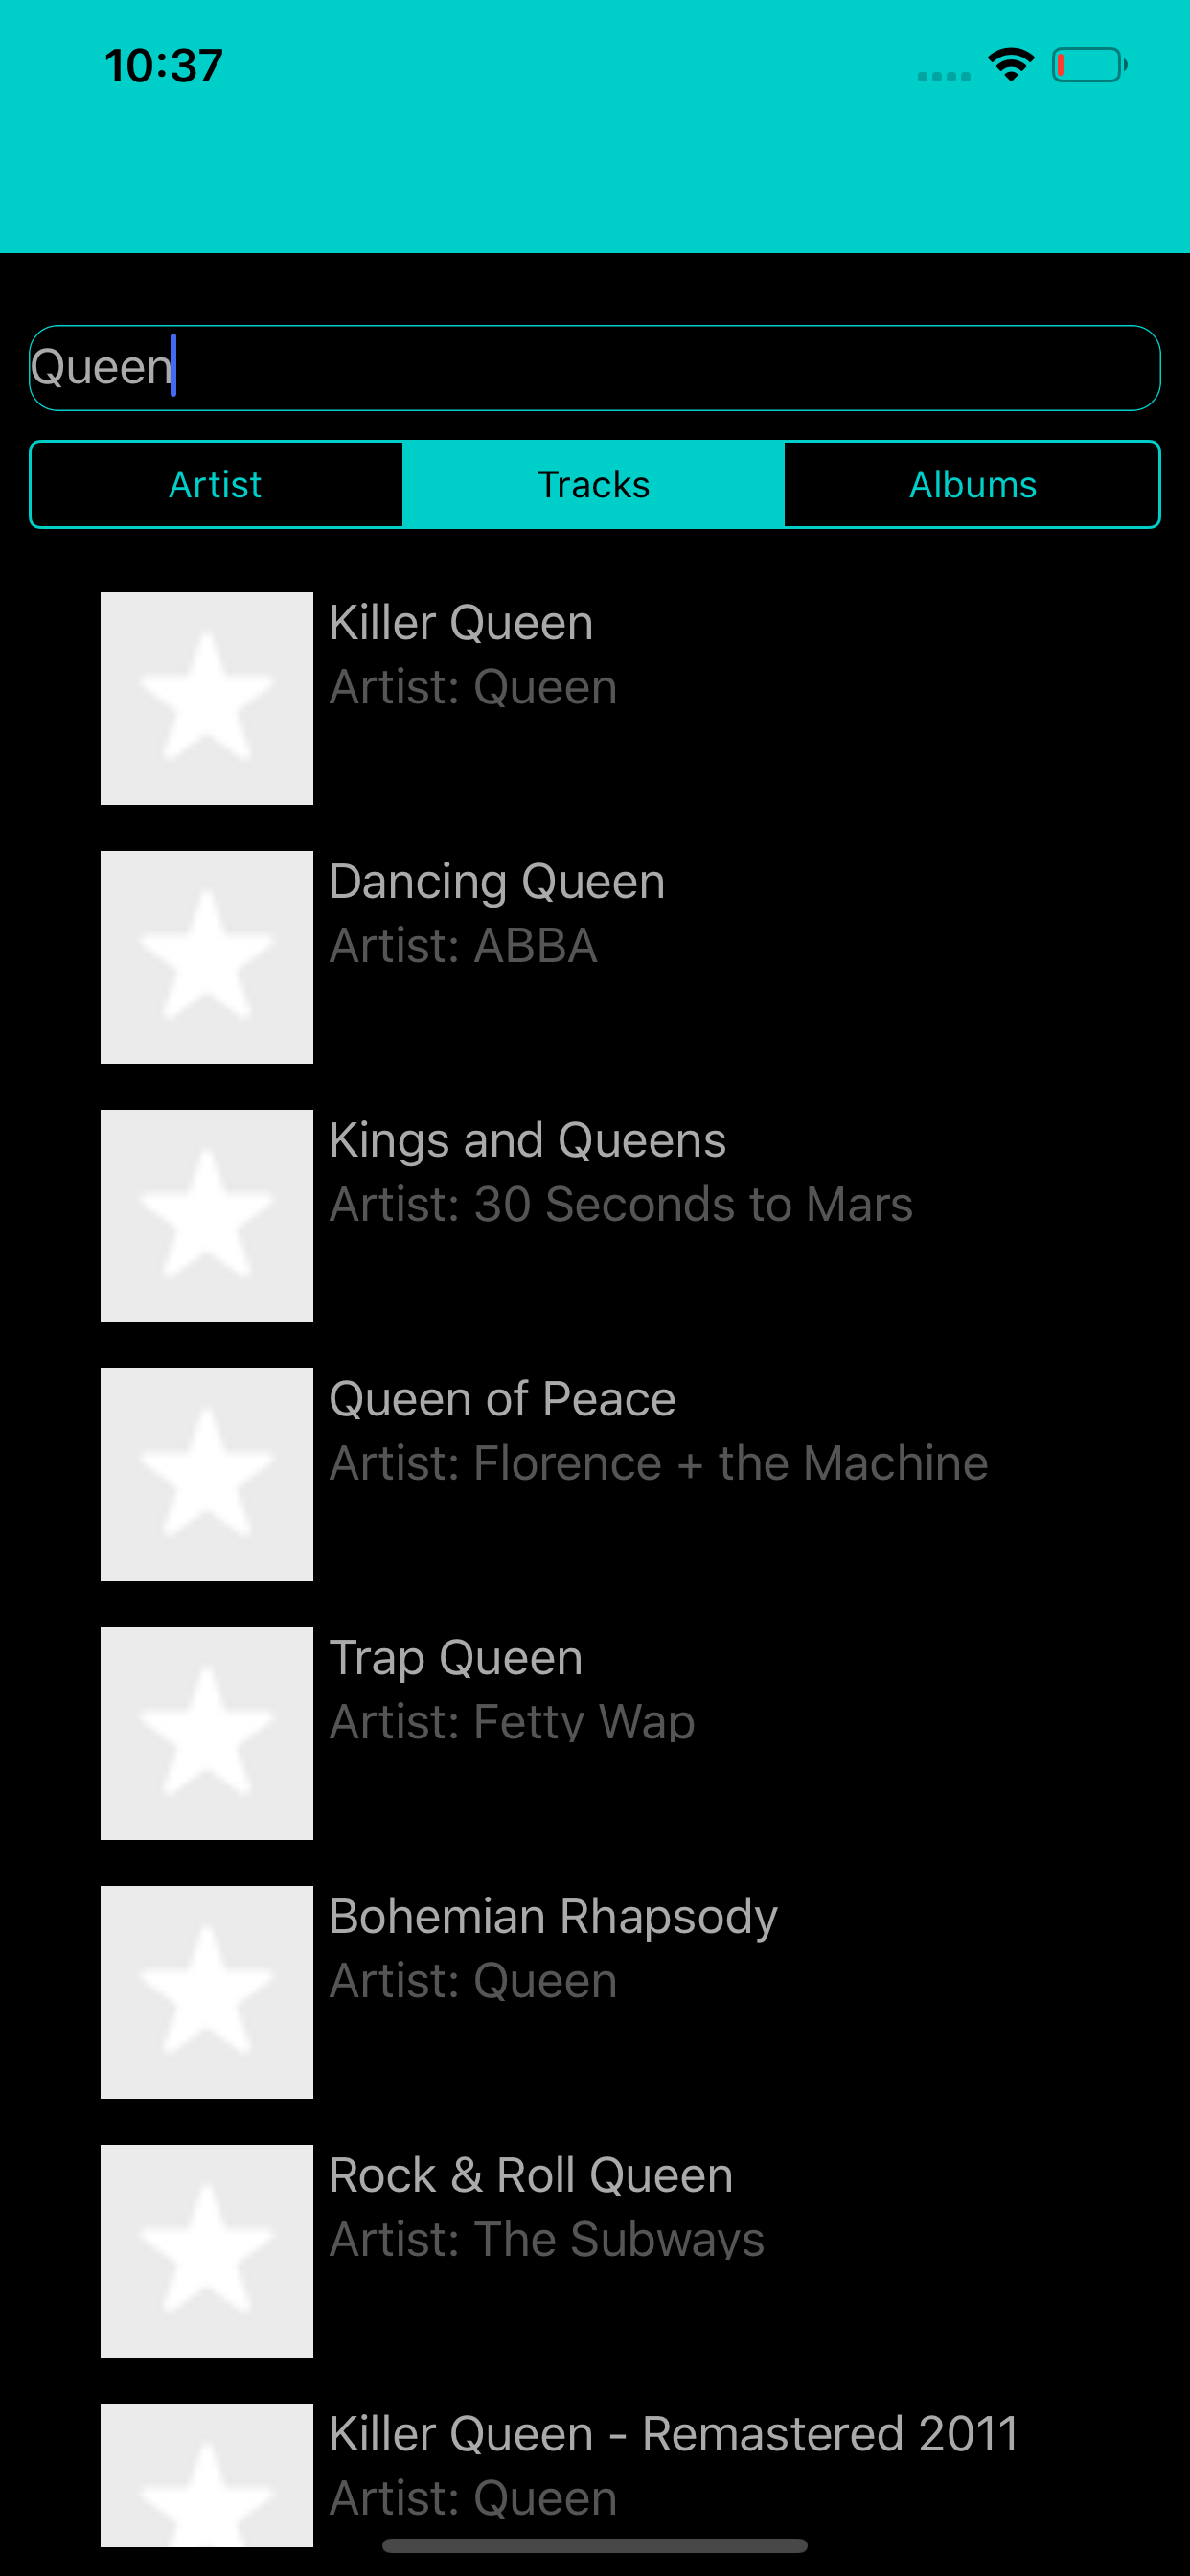 10:37
Queen
Artist Tracks Albums
Killer Queen
Artist: Queen
Dancing Queen
Artist: ABBA
Kings and Queens
Artist: 30 Seconds to Mars
Queen of Peace
Artist: Florence + the Machine
Trap Queen
Artist: Fetty Wap
Bohemian Rhapsody
Artist: Queen
Rock & Roll Queen
Artist: The Subways
Killer Queen - Remastered 2011
Artist: Queen